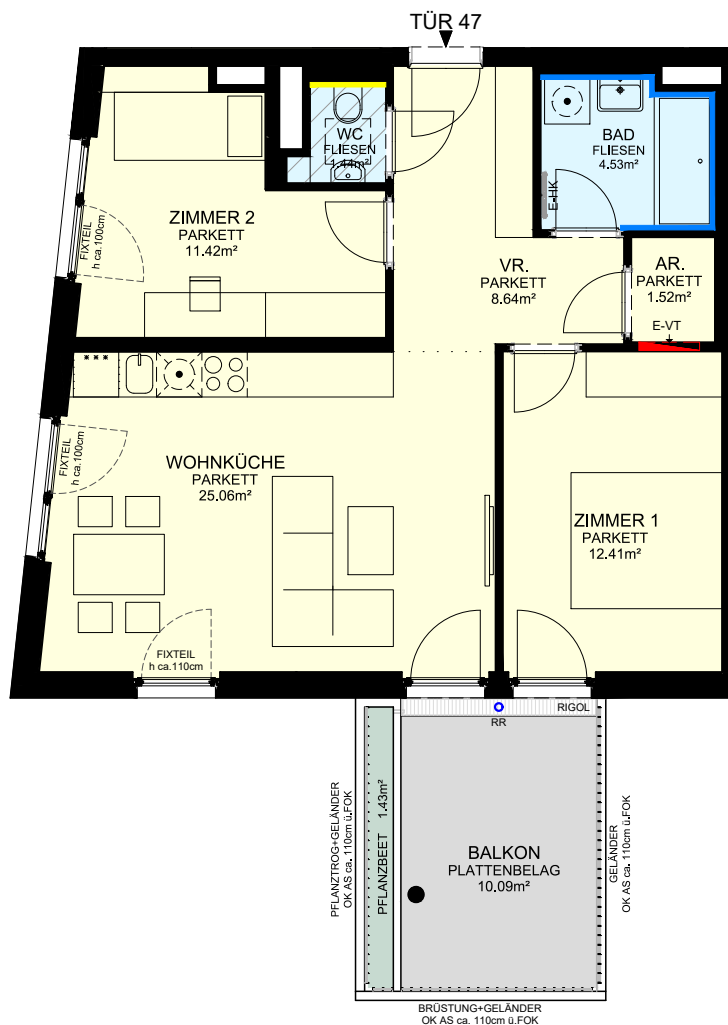 TÜR 47
WC
FLIESEN
1.44m²
BAD
FLIESEN
4.53m²
E-HK
ZIMMER 2
PARKETT
11.42m²
FIXTEIL
h ca.100cm
VR.
PARKETT
8.64m²
AR.
PARKETT
1.52m²
E-VT
FIXTEIL
h ca.100cm
WOHNKÜCHE
PARKETT
25.06m²
ZIMMER 1
PARKETT
12.41m²
FIXTEIL
h ca.110cm
RIGOL
RR
PFLANZTROG+GELÄNDER
OK AS ca. 110cm ü.FOK
PFLANZBEET 1.43m²
BALKON
PLATTENBELAG
10.09m²
GELÄNDER
OK AS ca. 110cm ü.FOK
BRÜSTUNG+GELÄNDER
OK AS ca. 110cm ü.FOK